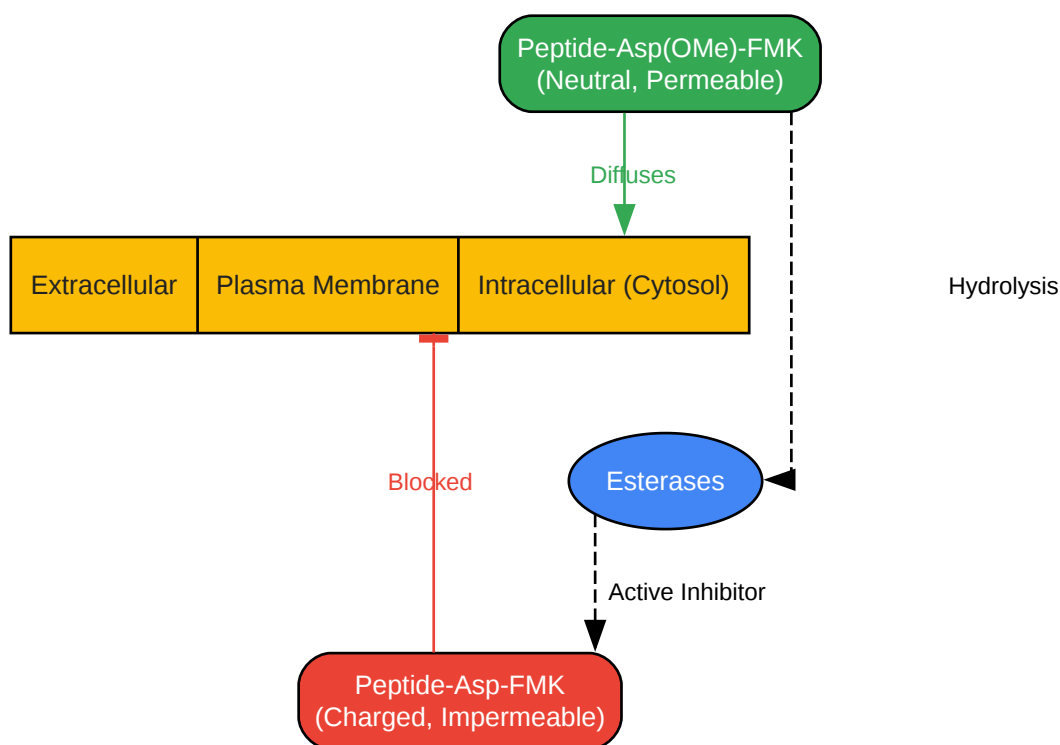 Peptide-Asp(OMe)-FMK
(Neutral, Permeable)
Diffuses
Extracellular
Plasma Membrane
Intracellular (Cytosol)
Hydrolysis
Blocked
Esterases
Active Inhibitor
Peptide-Asp-FMK
(Charged, Impermeable)